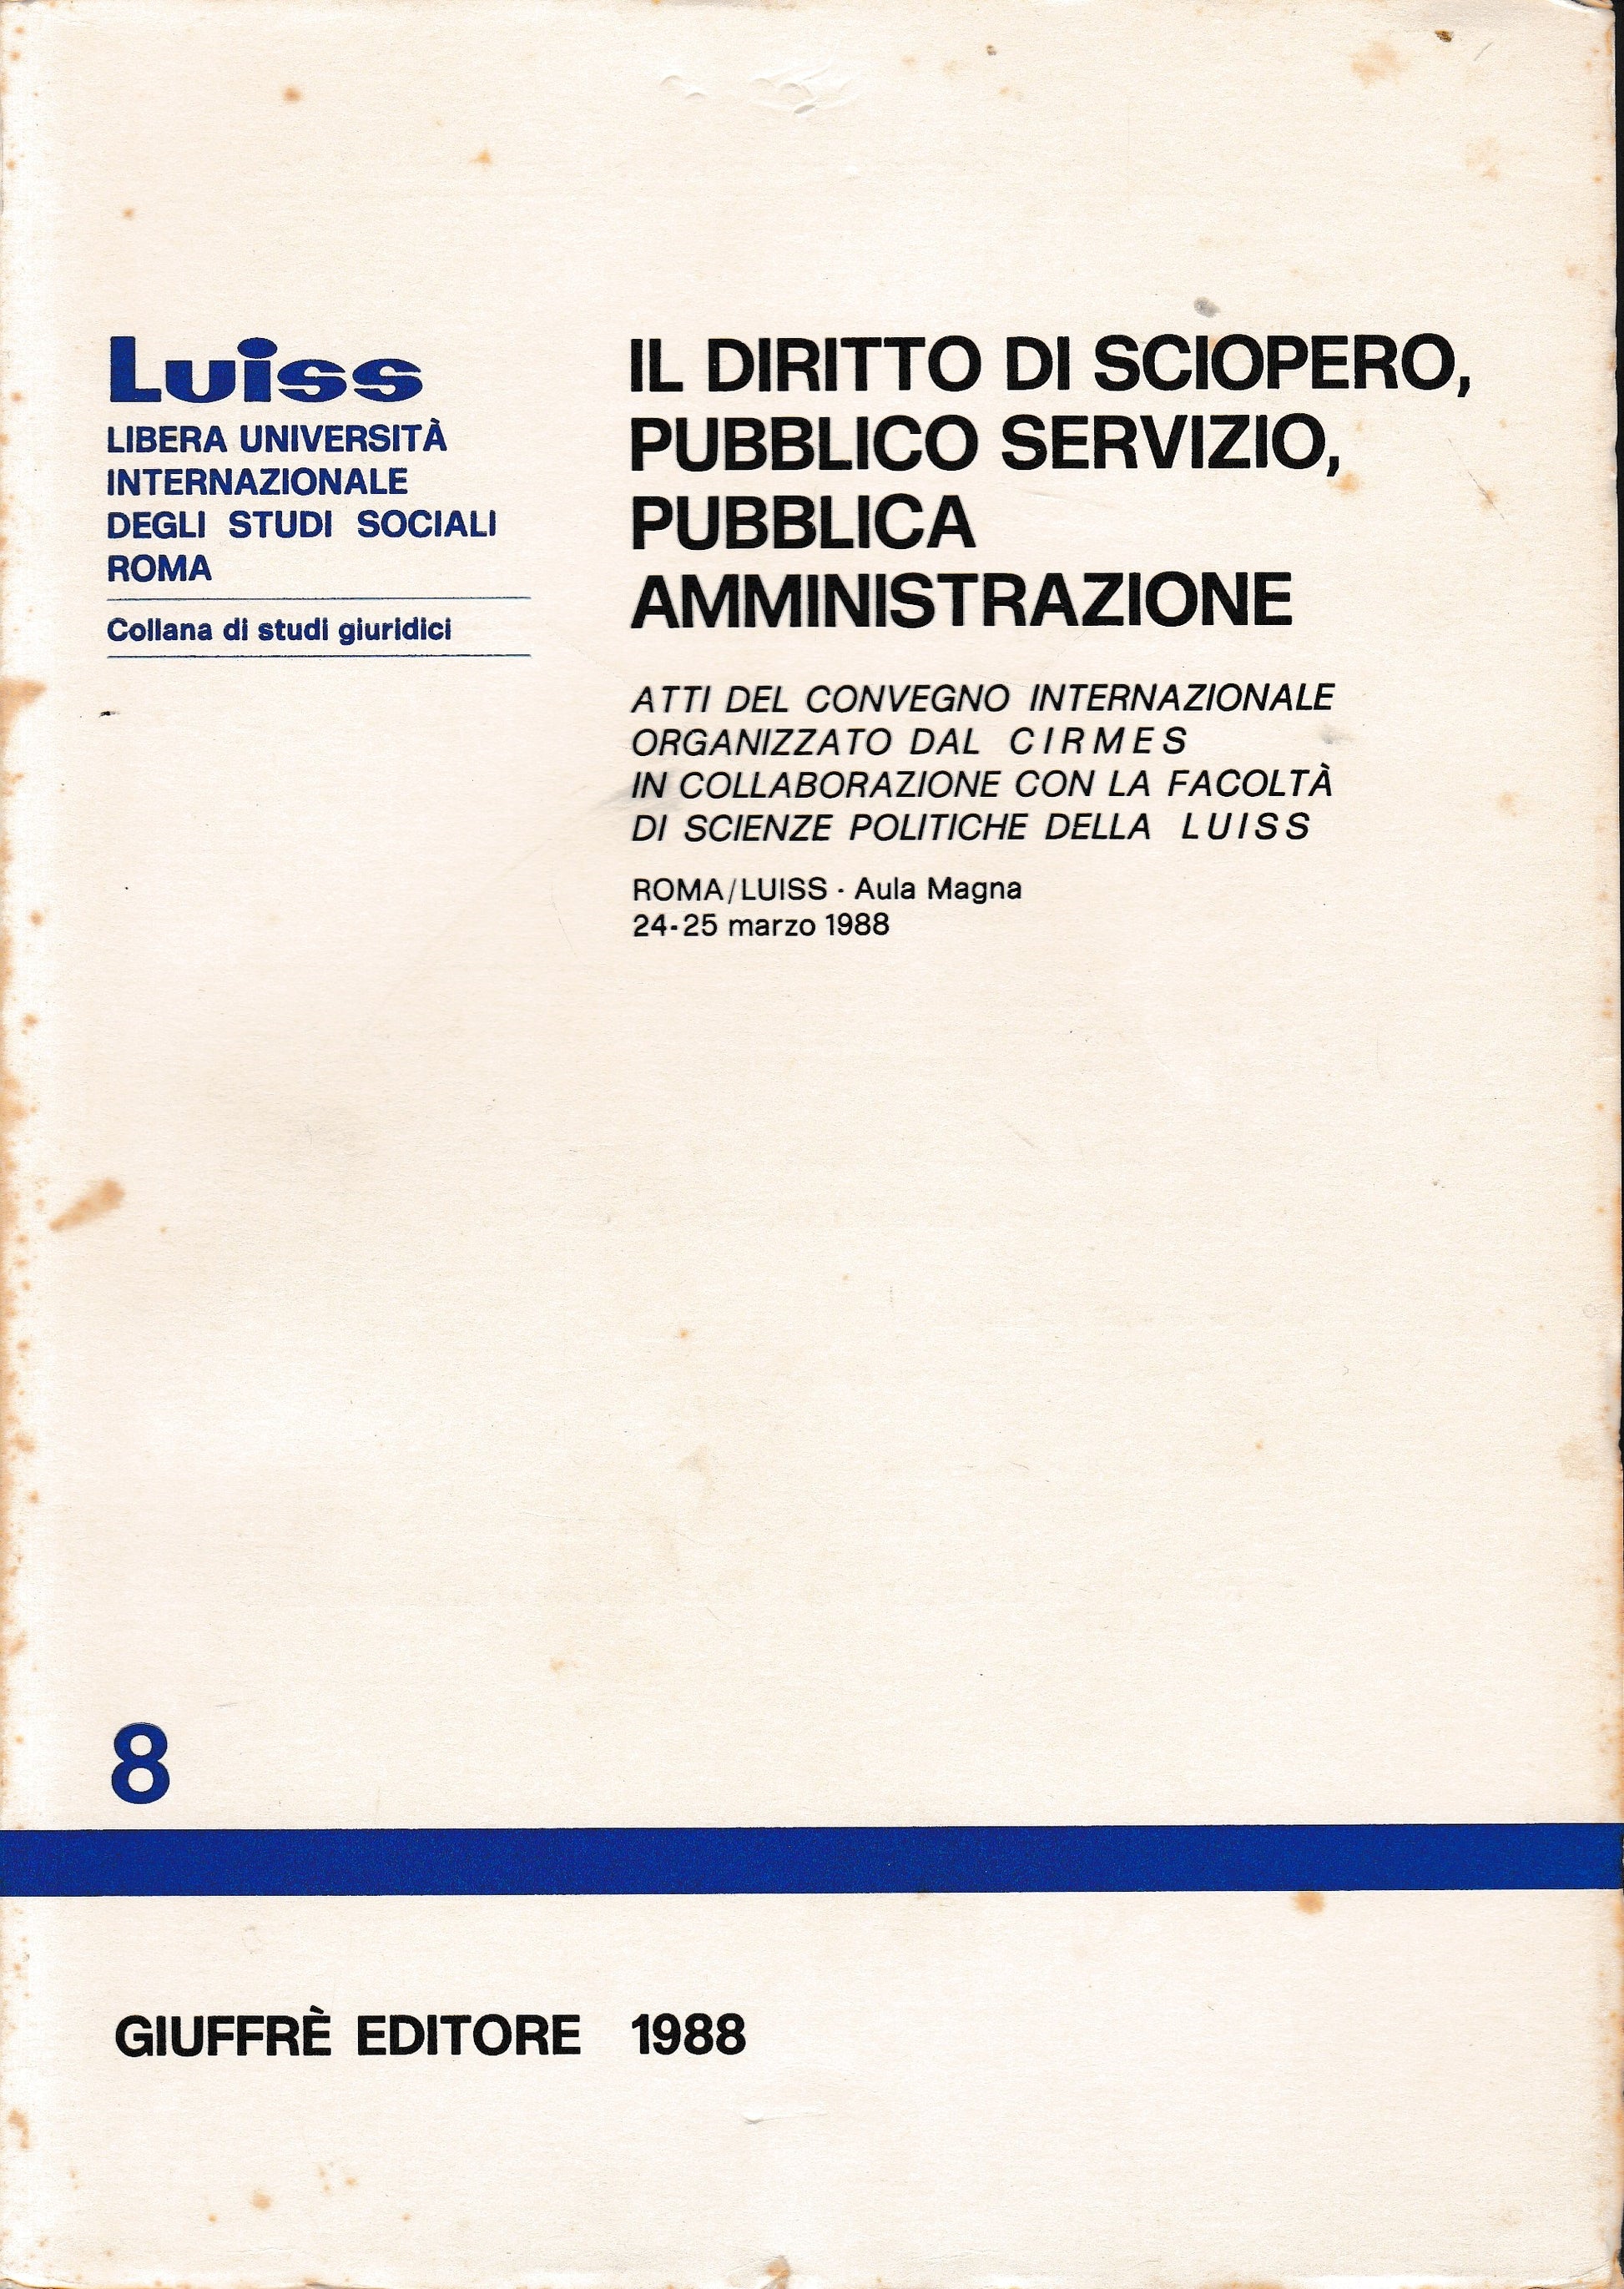 Luiss
LIBERA UNIVERSITÀ
INTERNAZIONALE
DEGLI STUDI SOCIALI
ROMA
Collana di studi giuridici
IL DIRITTO DI SCIOPERO,
PUBBLICO SERVIZIO,
PUBBLICA
AMMINISTRAZIONE
ATTI DEL CONVEGNO INTERNAZIONALE
ORGANIZZATO DAL CIRMES
IN COLLABORAZIONE CON LA FACOLTÀ
DI SCIENZE POLITICHE DELLA LUISS
ROMA/LUISS - Aula Magna
24-25 marzo 1988
8
GIUFFRÈ EDITORE 1988